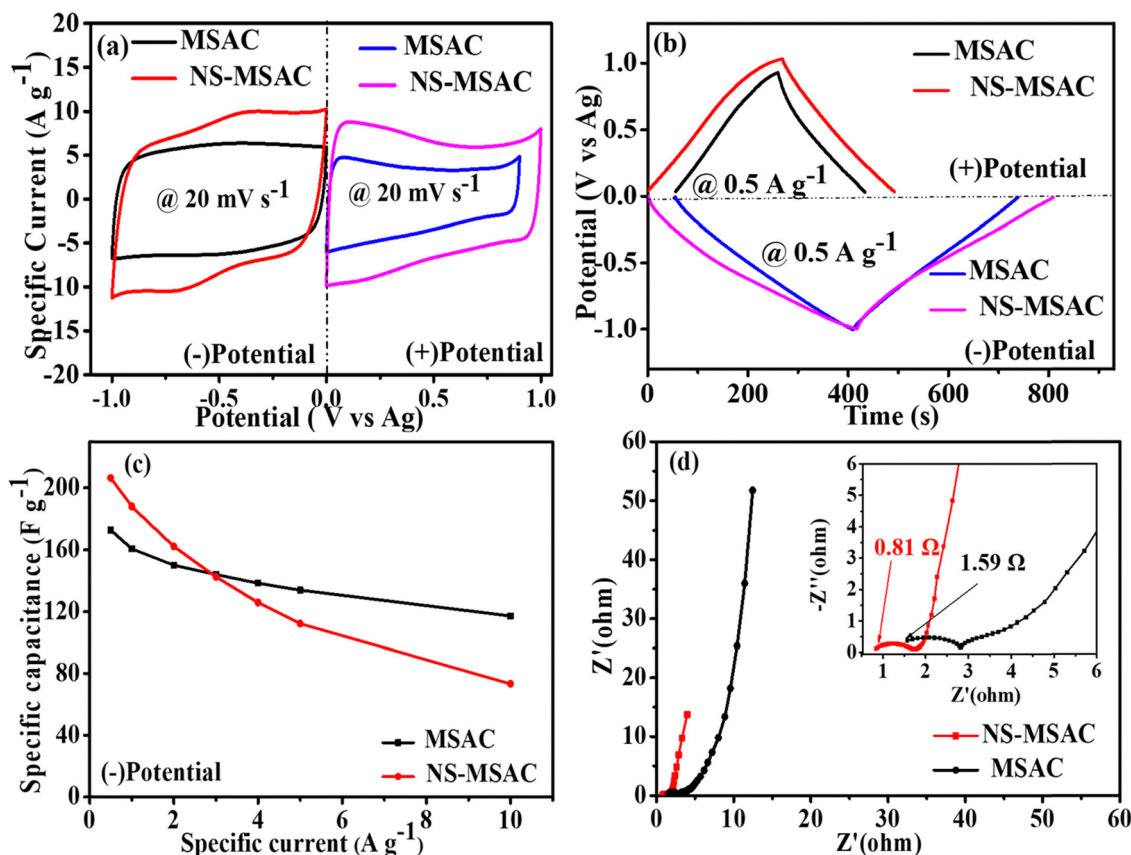 (a)
MSAC
NS-MSAC
MSAC
NS-MSAC
@ 20 mV s-1
@ 20 mV s-1
(-)Potential
(+)Potential
20
15
10
5
0
-5
-10
-15
-20
Specific Current (A g-1)
-1.0
-0.5
0.0
0.5
1.0
Potential ( V vs Ag)
(b)
MSAC
NS-MSAC
@ 0.5 A g-1
(+)Potential
@ 0.5 A g-1
MSAC
NS-MSAC
(-)Potential
1.0
0.5
0.0
-0.5
-1.0
Potential (V vs Ag)
0
200
400
600
800
Time (s)
(c)
MSAC
NS-MSAC
(-)Potential
200
160
120
80
40
0
Specific capacitance (F g-1)
0
2
4
6
8
10
Specific current (A g-1)
(d)
60
50
40
30
20
10
0
Z'(ohm)
0
10
20
30
40
50
60
Z'(ohm)
NS-MSAC
MSAC
6
5
4
3
2
1
0
-Z''(ohm)
0.81 Ω
1.59 Ω
1
2
3
4
5
6
Z'(ohm)